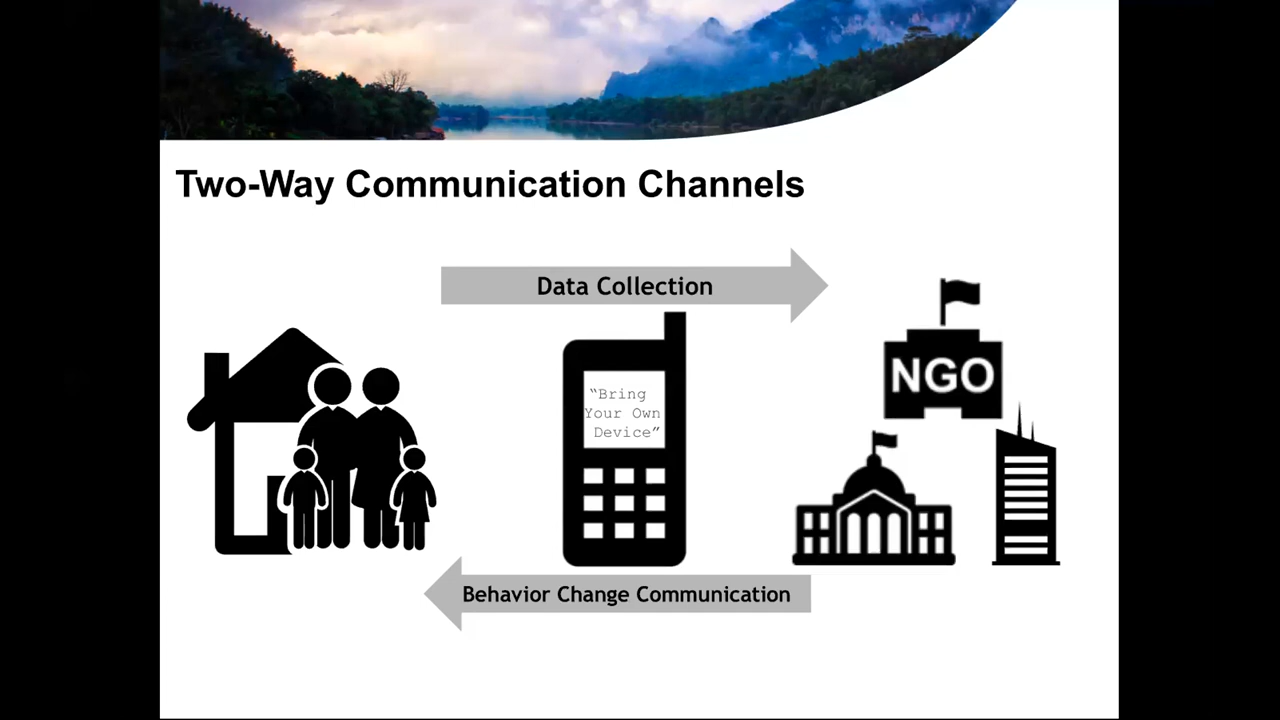 Two-Way Communication Channels
Data Collection
“Bring
Your Own
Device”
NGO
Behavior Change Communication